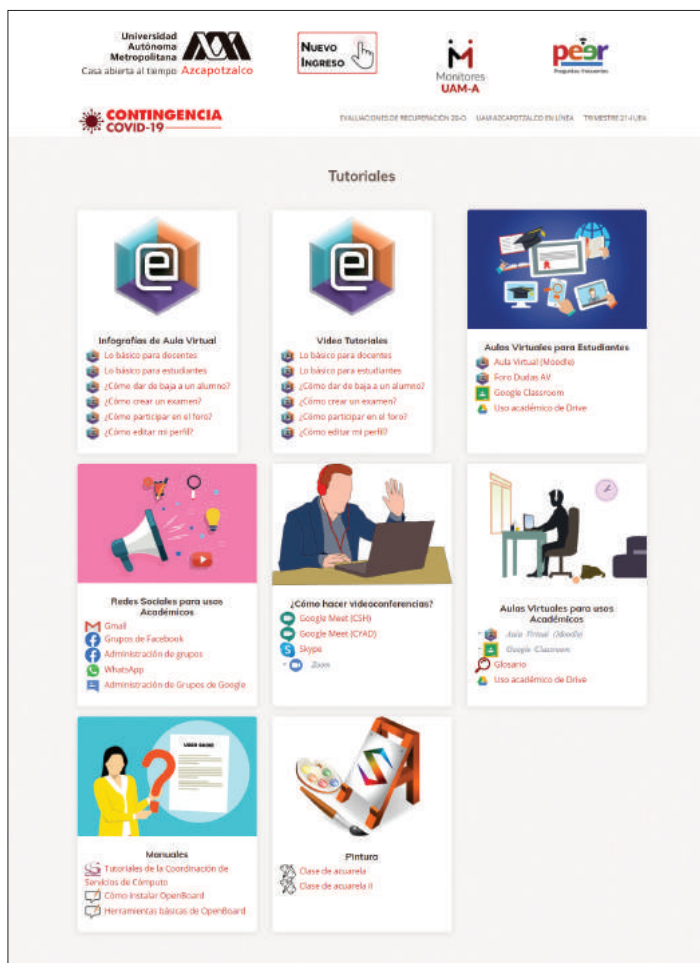 Universidad
Autónoma
Metropolitana
Casa abierta al tiempo Azcapotzalco
NUEVO
INGRESO
Monitores
UAM-A
peer
Preguntas frecuentes
CONTINGENCIA
COVID-19
EVALUACIONES DE RECUPERACIÓN 20-O UAM AZCAPOTZALCO EN LÍNEA TRIMESTRE 21-I UEA
Tutoriales
Infografías de Aula Virtual
Lo básico para docentes
Lo básico para estudiantes
¿Cómo dar de baja a un alumno?
¿Cómo crear un examen?
¿Cómo participar en el foro?
¿Cómo editar mi perfil?
Video Tutoriales
Lo básico para docentes
Lo básico para estudiantes
¿Cómo dar de baja a un alumno?
¿Cómo crear un examen?
¿Cómo participar en el foro?
¿Cómo editar mi perfil?
Aulas Virtuales para Estudiantes
Aula Virtual (Moodle)
Foro Dudas AV
Google Classroom
Uso académico de Drive
Redes Sociales para usos
Académicos
Gmail
Grupos de Facebook
Administración de grupos
WhatsApp
Administración de Grupos de Google
¿Cómo hacer videoconferencias?
Google Meet (CSH)
Google Meet (CYAD)
Skype
Zoom
Aulas Virtuales para usos
Académicos
Aula Virtual (Moodle)
Google Classroom
Glosario
Uso académico de Drive
USER GUIDE
Manuales
Tutoriales de la Coordinación de
Servicios de Cómputo
Cómo instalar OpenBoard
Herramientas básicas de OpenBoard
Pintura
Clase de acuarela
Clase de acuarela II